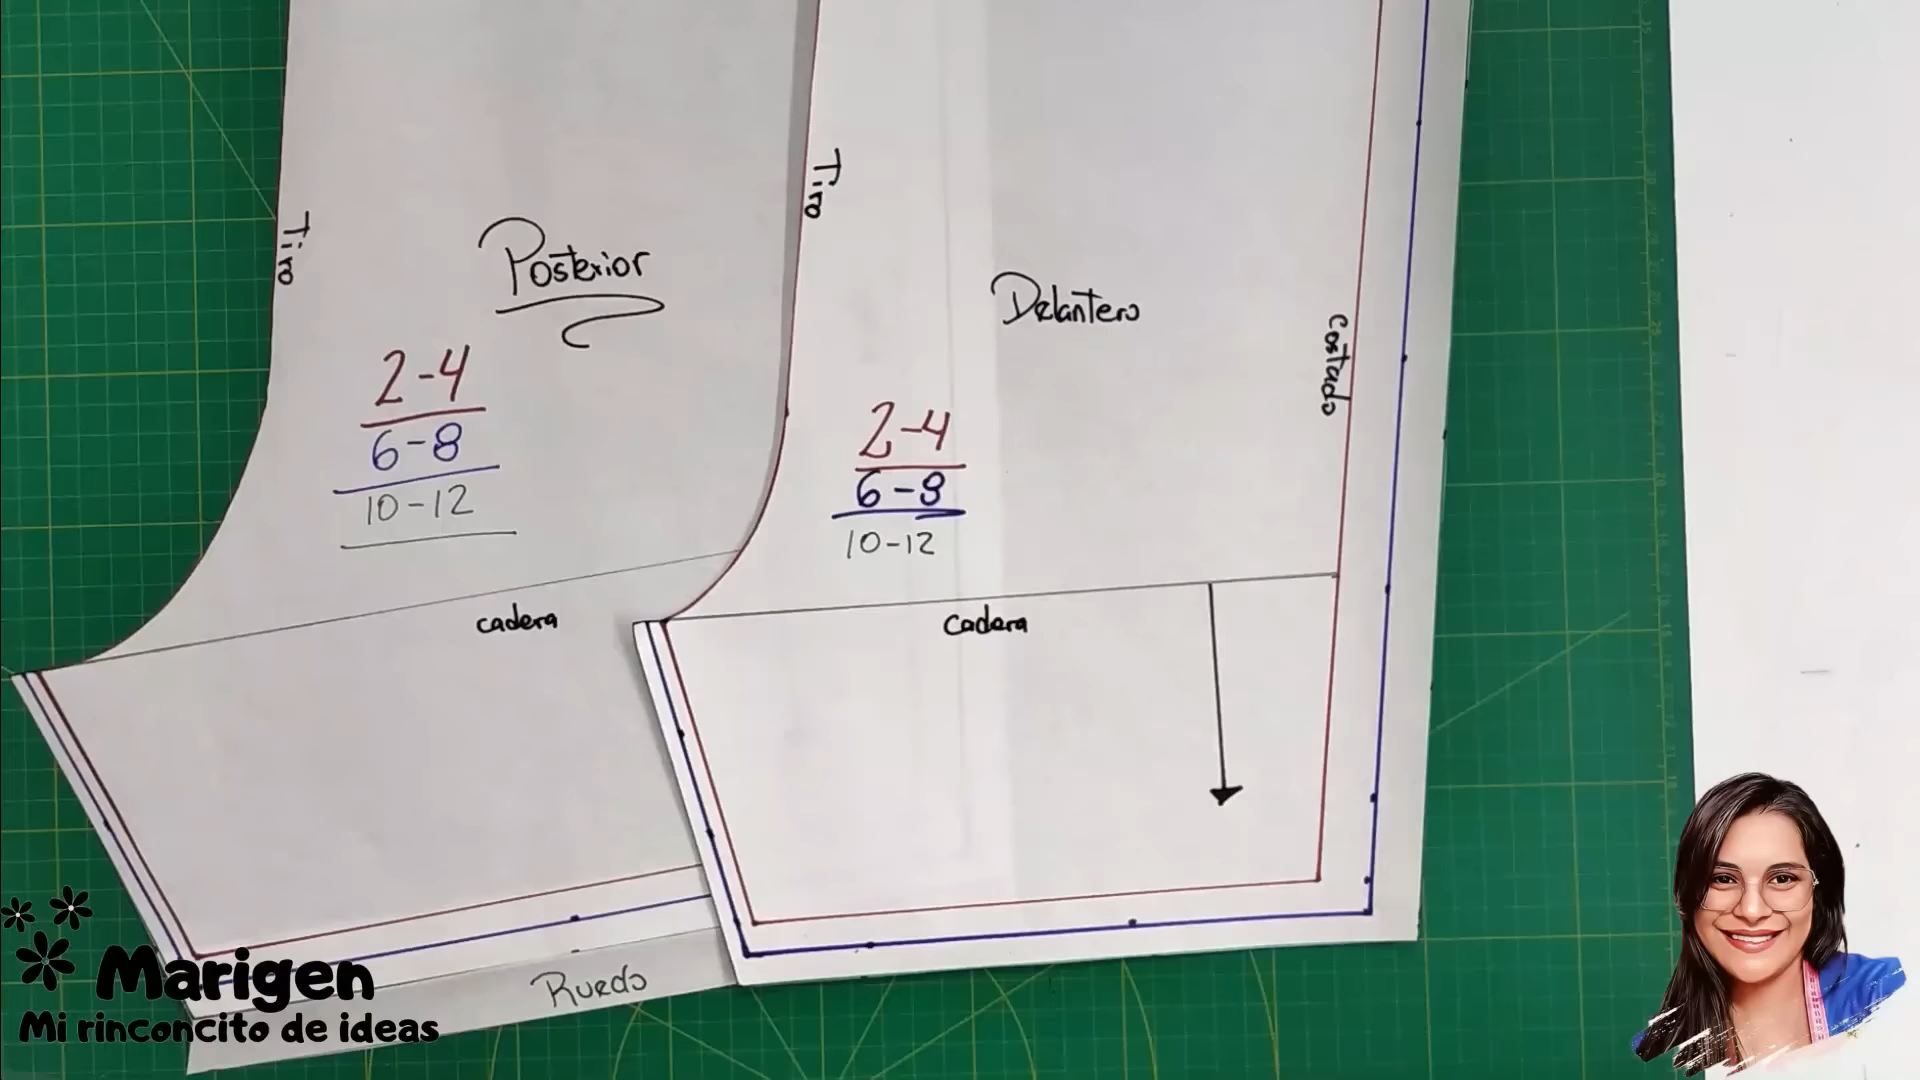 Tiro
Posterior
2-4
6-8
10-12
cadera
Ruedo
Tiro
Delantero
Costado
2-4
6-8
10-12
Cadera
Marigen
Mi rinconcito de ideas